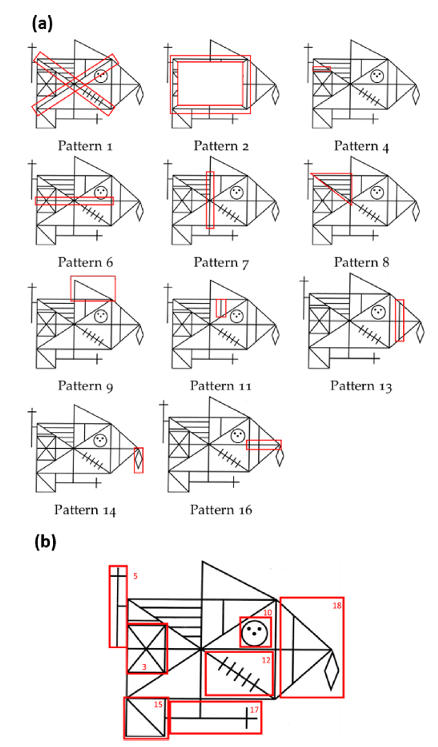 (a)
Pattern 1 Pattern 2 Pattern 4
Pattern 6 Pattern 7 Pattern 8
Pattern 9 Pattern 11 Pattern 13
Pattern 14 Pattern 16
(b)
5
10 18
3 12
15 17